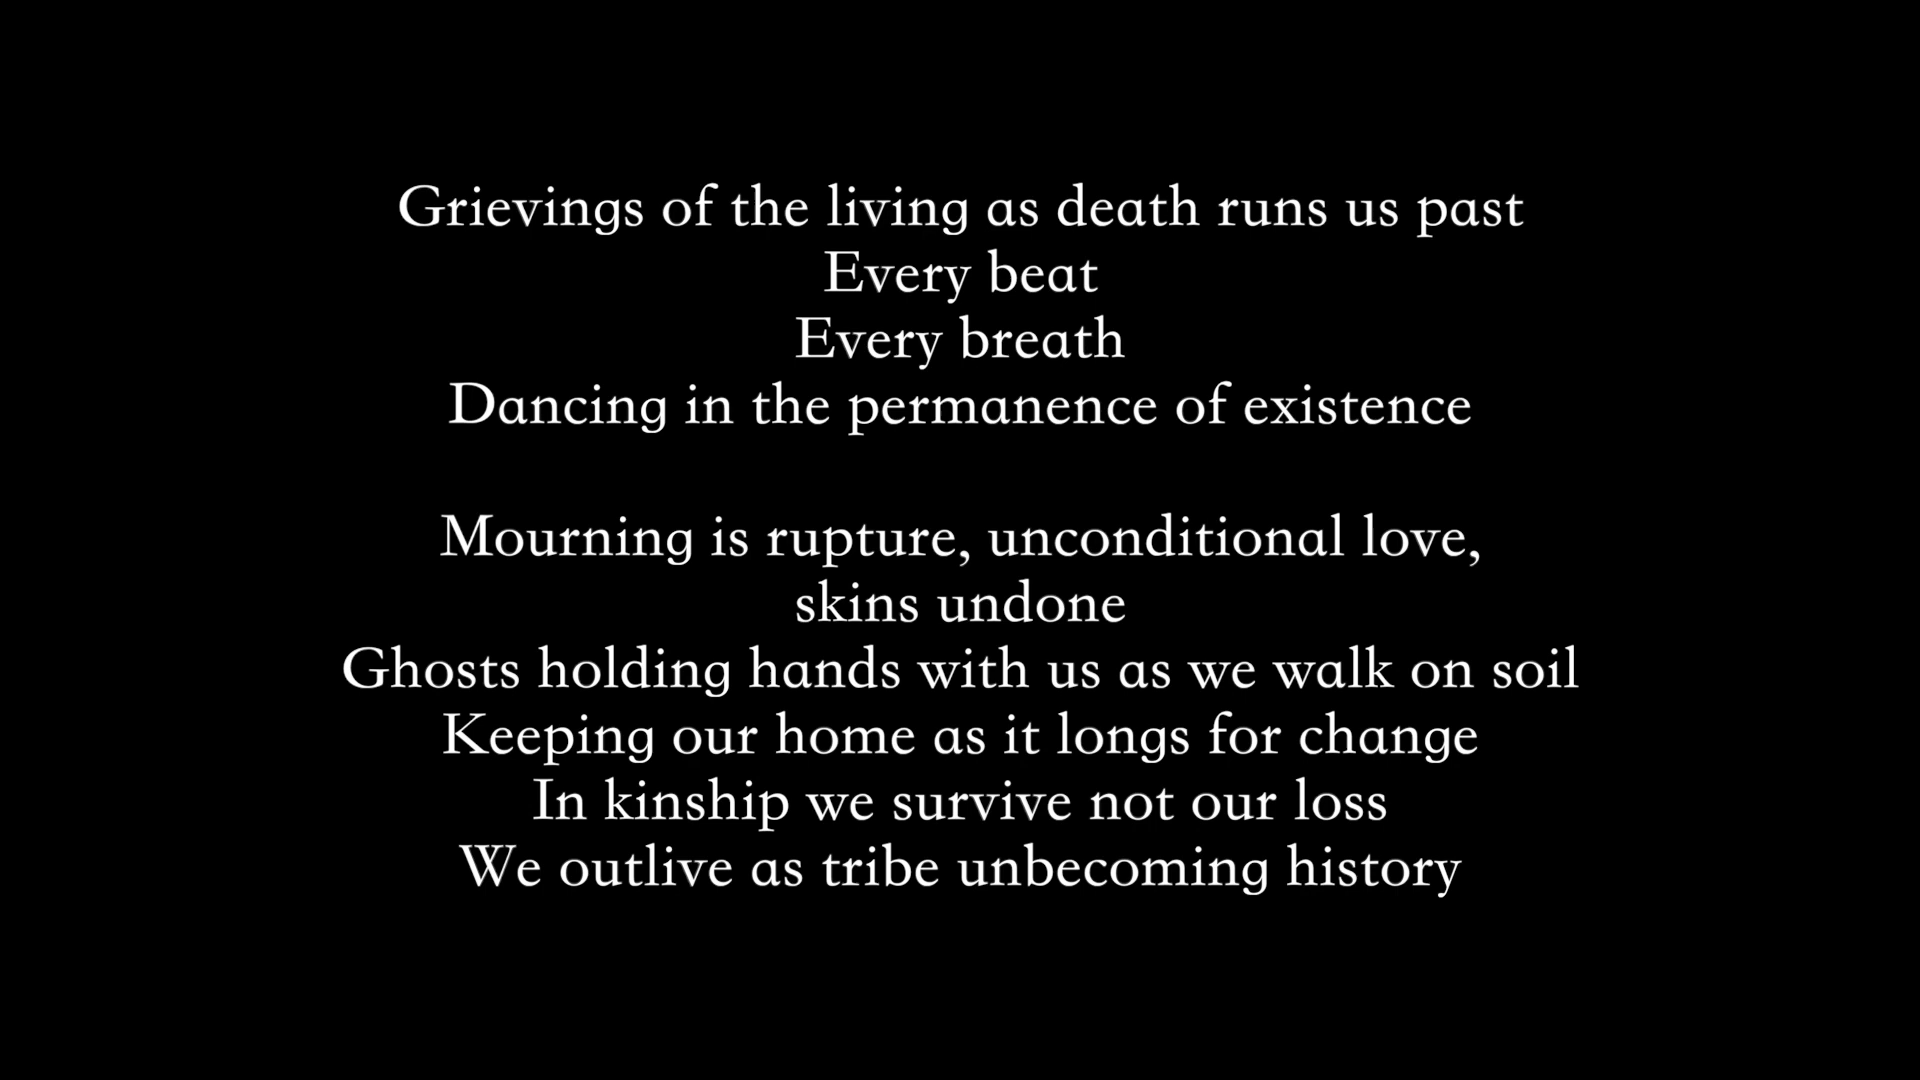 Grievings of the living as death runs us past
Every beat
Every breath
Dancing in the permanence of existence
Mourning is rupture, unconditional love,
skins undone
Ghosts holding hands with us as we walk on soil
Keeping our home as it longs for change
In kinship we survive not our loss
We outlive as tribe unbecoming history